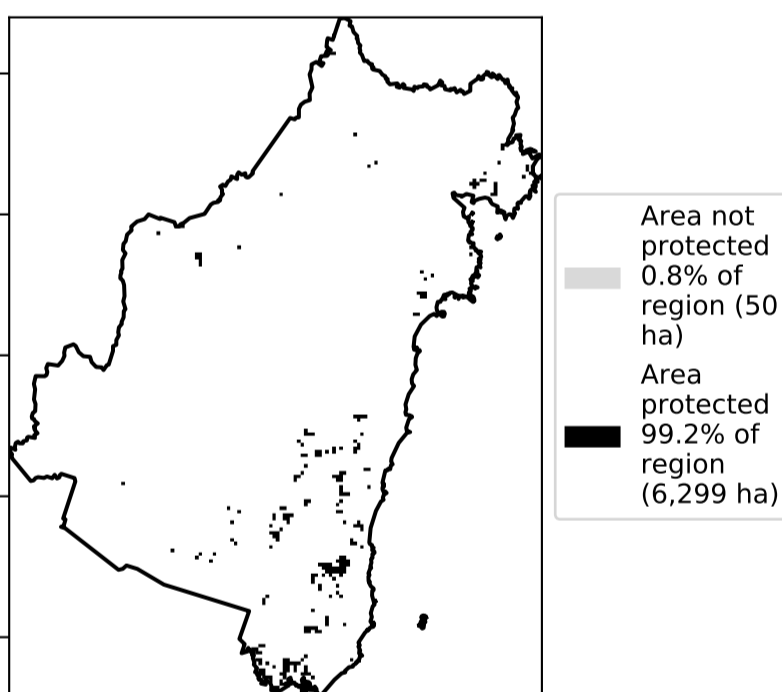 Area not
protected
0.8% of
region (50
ha)
Area
protected
99.2% of
region
(6,299 ha)